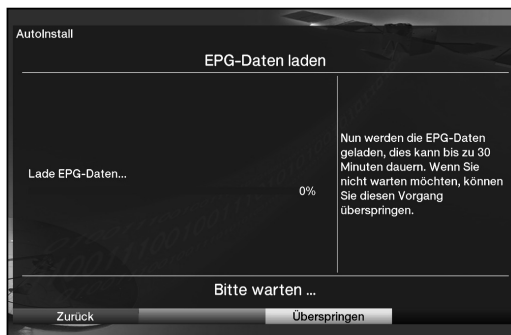 AutoInstall
EPG-Daten laden
Lade EPG-Daten...
0%
Nun werden die EPG-Daten
geladen, dies kann bis zu 30
Minuten dauern. Wenn Sie
nicht warten möchten, können
Sie diesen Vorgang
überspringen.
Bitte warten ...
Zurück
Überspringen